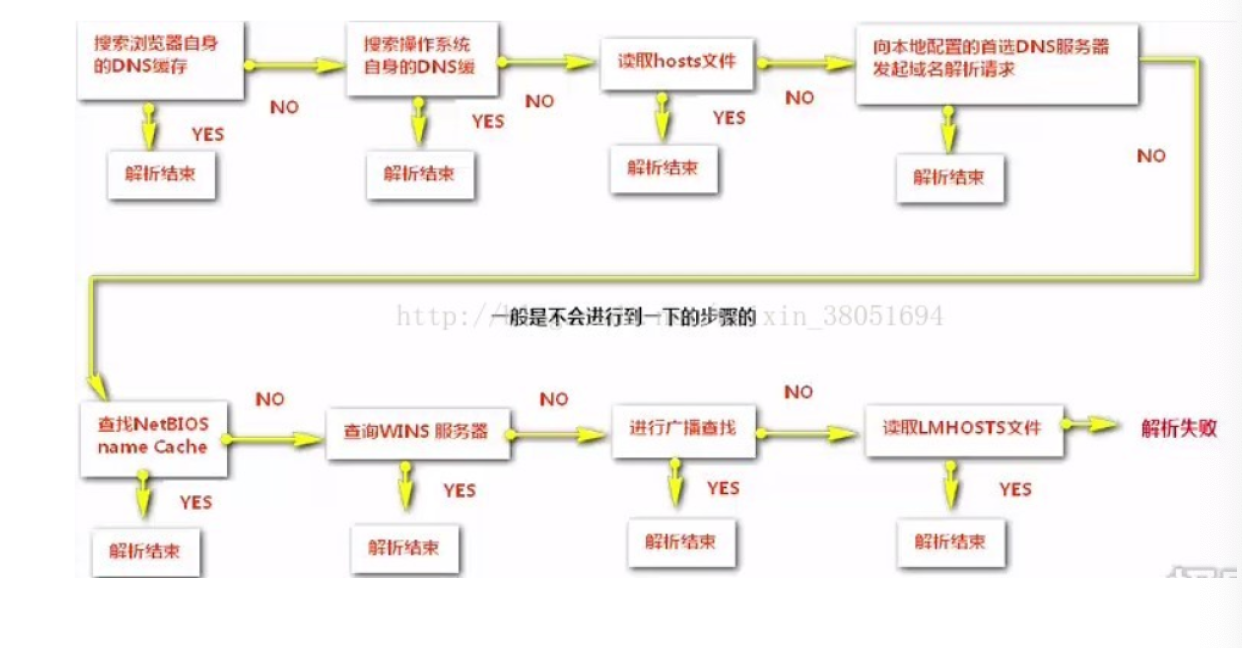 搜索浏览器自身
的DNS缓存
搜索操作系统
自身的DNS缓
读取hosts文件
向本地配置的首选DNS服务器
发起域名解析请求
NO
NO
NO
NO
YES
YES
YES
解析结束
解析结束
解析结束
解析结束
http://
一般是不会进行到一下的步骤的
xin_38051694
查找NetBIOS
name Cache
NO
查询WINS 服务器
NO
进行广播查找
NO
读取LMHOSTS文件
解析失败
YES
YES
YES
YES
解析结束
解析结束
解析结束
解析结束